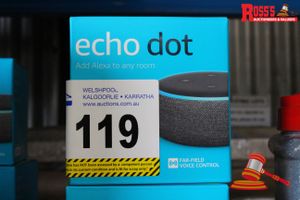 ROSS'S
AUCTIONEERS & VALUERS
echo dot
Add Alexa to any room
WELSHPOOL
KALGOORLIE • KARRATHA
www.auctions.com.au
119
FAR-FIELD
VOICE CONTROL